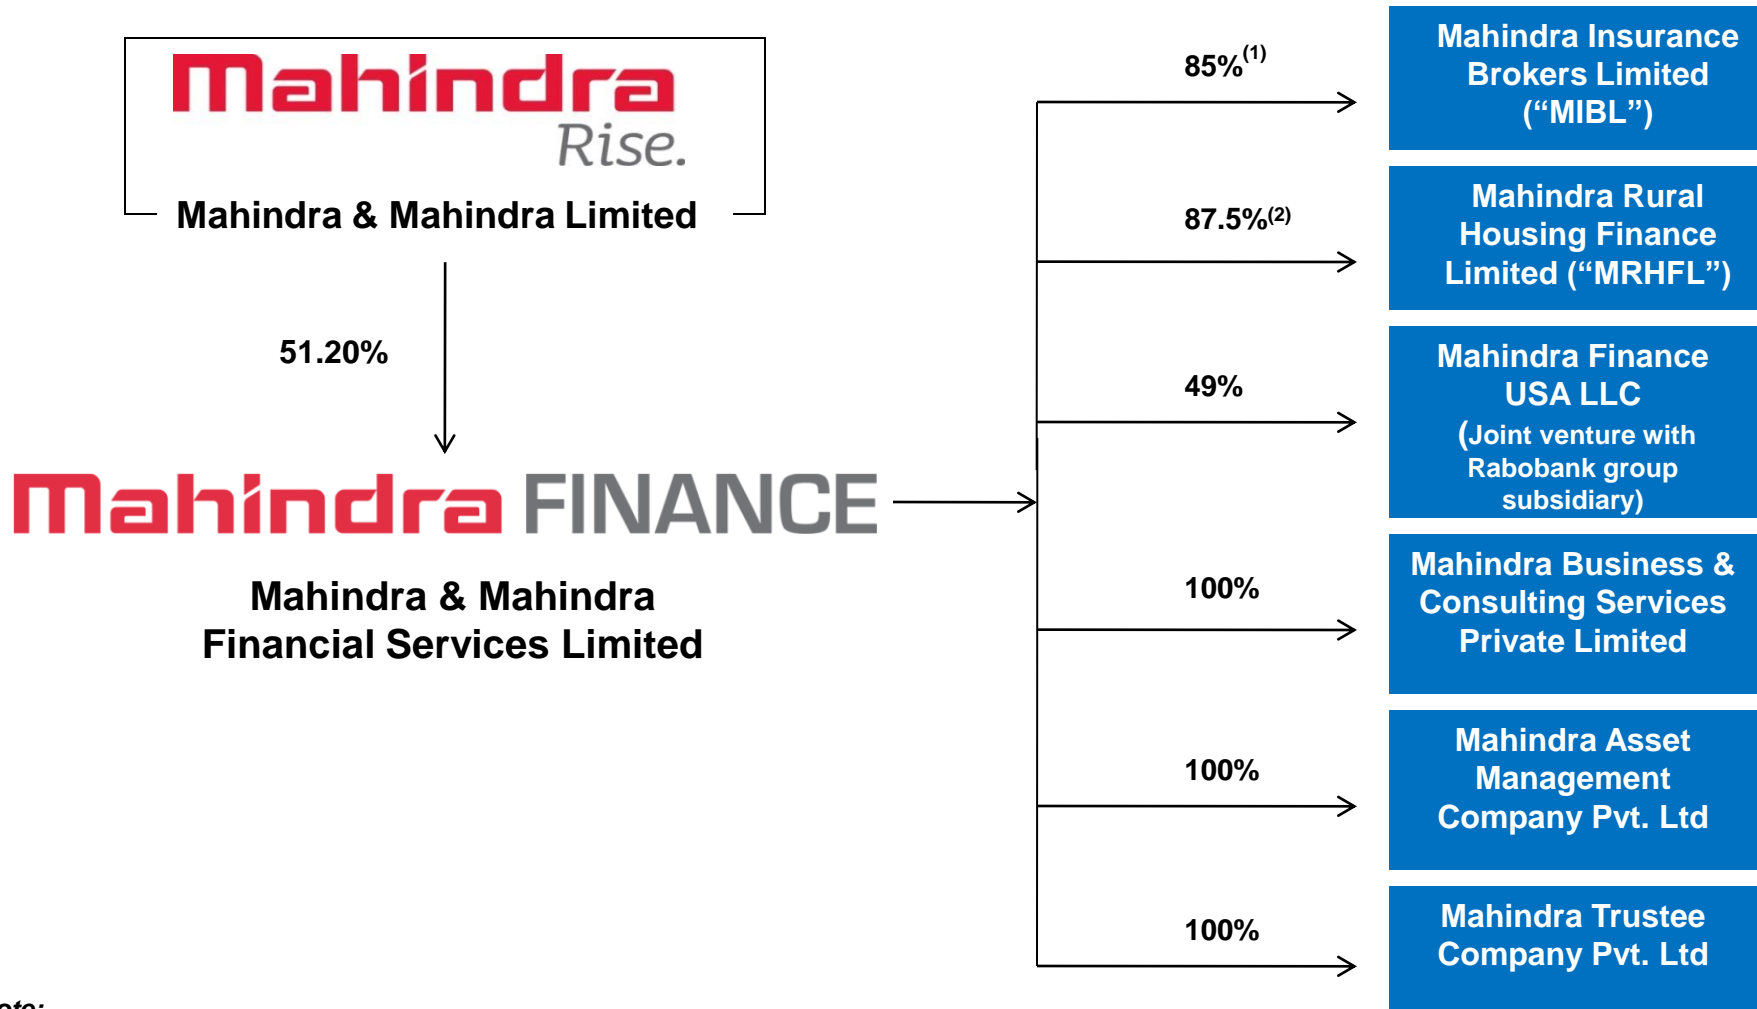 Mahindra
Rise.
Mahindra & Mahindra Limited
51.20%
Mahindra FINANCE
Mahindra & Mahindra
Financial Services Limited
85%(1)
Mahindra Insurance
Brokers Limited
(“MIBL”)
87.5%(2)
Mahindra Rural
Housing Finance
Limited (“MRHFL”)
49%
Mahindra Finance
USA LLC
(Joint venture with
Rabobank group
subsidiary)
100%
Mahindra Business &
Consulting Services
Private Limited
100%
Mahindra Asset
Management
Company Pvt. Ltd
100%
Mahindra Trustee
Company Pvt. Ltd